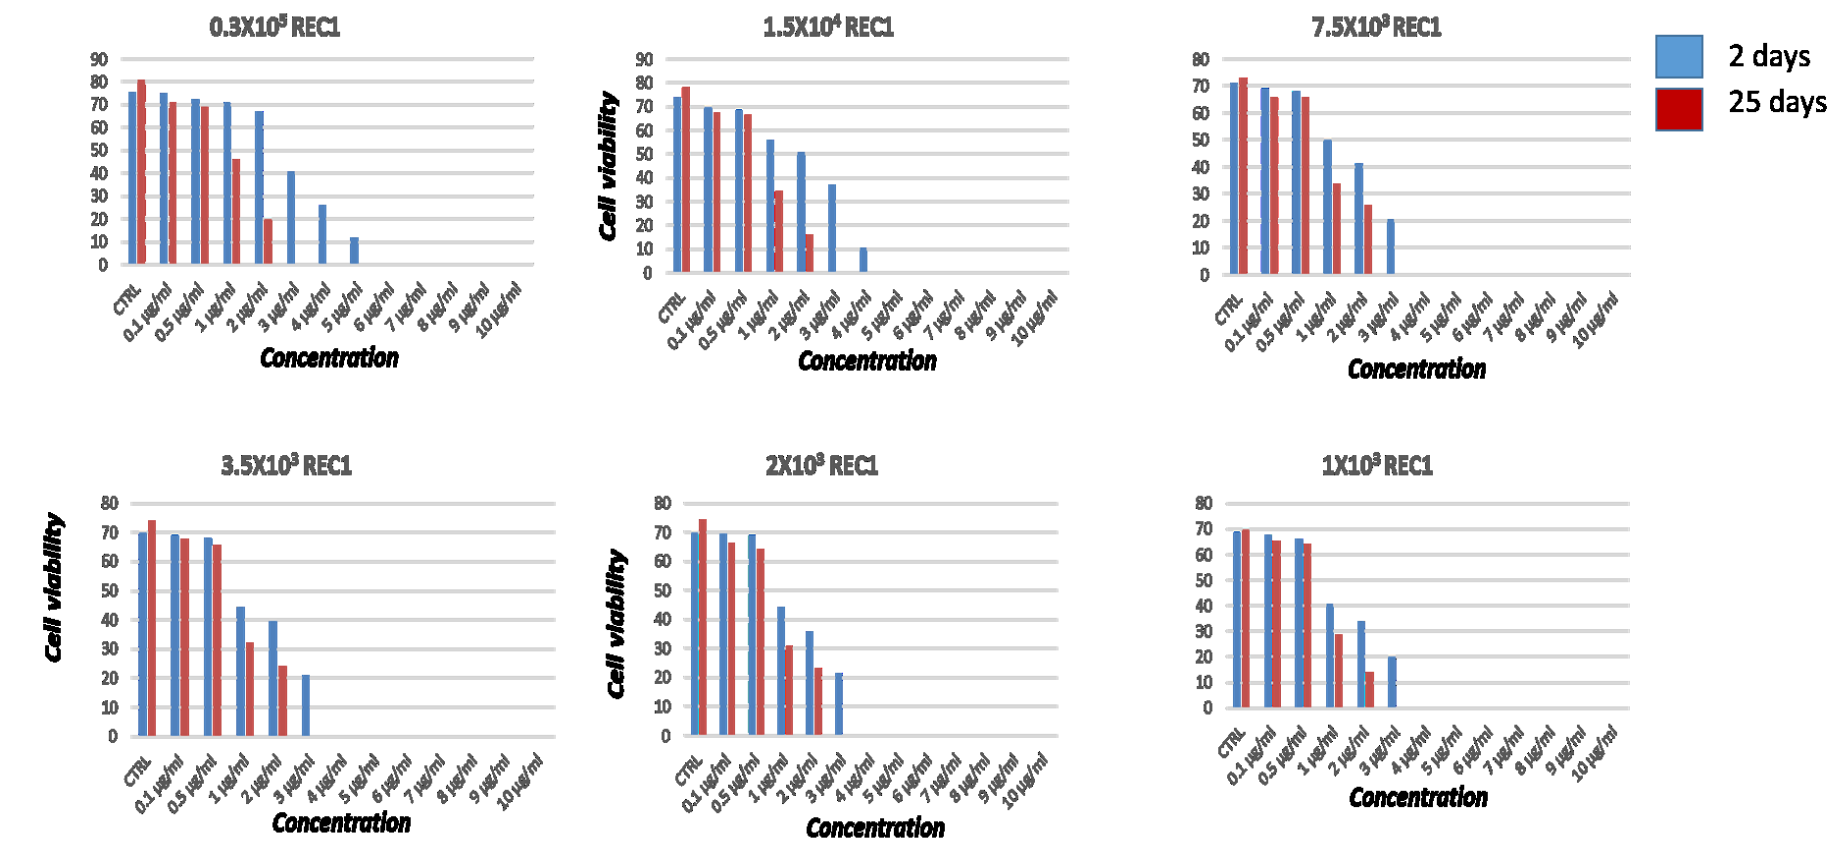 0.3X10⁵ REC1
90
80
70
60
50
40
30
20
10
0
CTRL
0.1 µg/ml
0.5 µg/ml
1 µg/ml
2 µg/ml
3 µg/ml
4 µg/ml
5 µg/ml
6 µg/ml
7 µg/ml
8 µg/ml
9 µg/ml
10 µg/ml
Concentration
1.5X10⁴ REC1
Cell viability
90
80
70
60
50
40
30
20
10
0
CTRL
0.1 µg/ml
0.5 µg/ml
1 µg/ml
2 µg/ml
3 µg/ml
4 µg/ml
5 µg/ml
6 µg/ml
7 µg/ml
8 µg/ml
9 µg/ml
10 µg/ml
Concentration
7.5X10³ REC1
80
70
60
50
40
30
20
10
0
CTRL
0.1 µg/ml
0.5 µg/ml
1 µg/ml
2 µg/ml
3 µg/ml
4 µg/ml
5 µg/ml
6 µg/ml
7 µg/ml
8 µg/ml
9 µg/ml
10 µg/ml
Concentration
2 days
25 days
3.5X10³ REC1
Cell viability
80
70
60
50
40
30
20
10
0
CTRL
0.1 µg/ml
0.5 µg/ml
1 µg/ml
2 µg/ml
3 µg/ml
4 µg/ml
5 µg/ml
6 µg/ml
7 µg/ml
8 µg/ml
9 µg/ml
10 µg/ml
Concentration
2X10³ REC1
Cell viability
80
70
60
50
40
30
20
10
0
CTRL
0.1 µg/ml
0.5 µg/ml
1 µg/ml
2 µg/ml
3 µg/ml
4 µg/ml
5 µg/ml
6 µg/ml
7 µg/ml
8 µg/ml
9 µg/ml
10 µg/ml
Concentration
1X10³ REC1
80
70
60
50
40
30
20
10
0
CTRL
0.1 µg/ml
0.5 µg/ml
1 µg/ml
2 µg/ml
3 µg/ml
4 µg/ml
5 µg/ml
6 µg/ml
7 µg/ml
8 µg/ml
9 µg/ml
10 µg/ml
Concentration